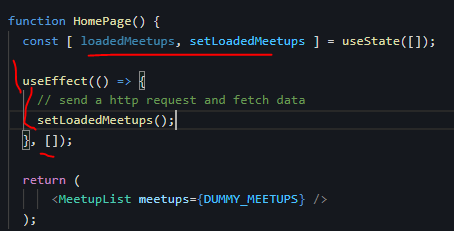 function HomePage() {
const [ loadedMeetups, setLoadedMeetups ] = useState([]);
useEffect(() => {
// send a http request and fetch data
setLoadedMeetups();
}, []);
return (
<MeetupList meetups={DUMMY_MEETUPS} />
);